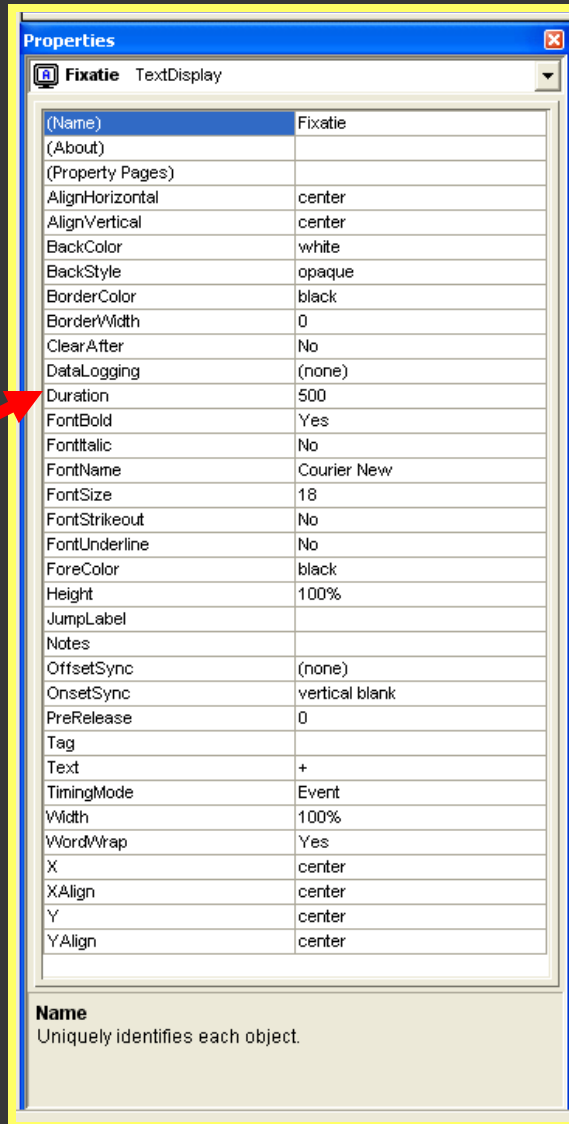 Properties
A Fixatie TextDisplay
(Name) Fixatie
(About)
(Property Pages)
AlignHorizontal center
AlignVertical center
BackColor white
BackStyle opaque
BorderColor black
BorderWidth 0
ClearAfter No
DataLogging (none)
Duration 500
FontBold Yes
FontItalic No
FontName Courier New
FontSize 18
FontStrikeout No
FontUnderline No
ForeColor black
Height 100%
JumpLabel
Notes
OffsetSync (none)
OnsetSync vertical blank
PreRelease 0
Tag
Text +
TimingMode Event
Width 100%
WordWrap Yes
X center
XAlign center
Y center
YAlign center
Name
Uniquely identifies each object.